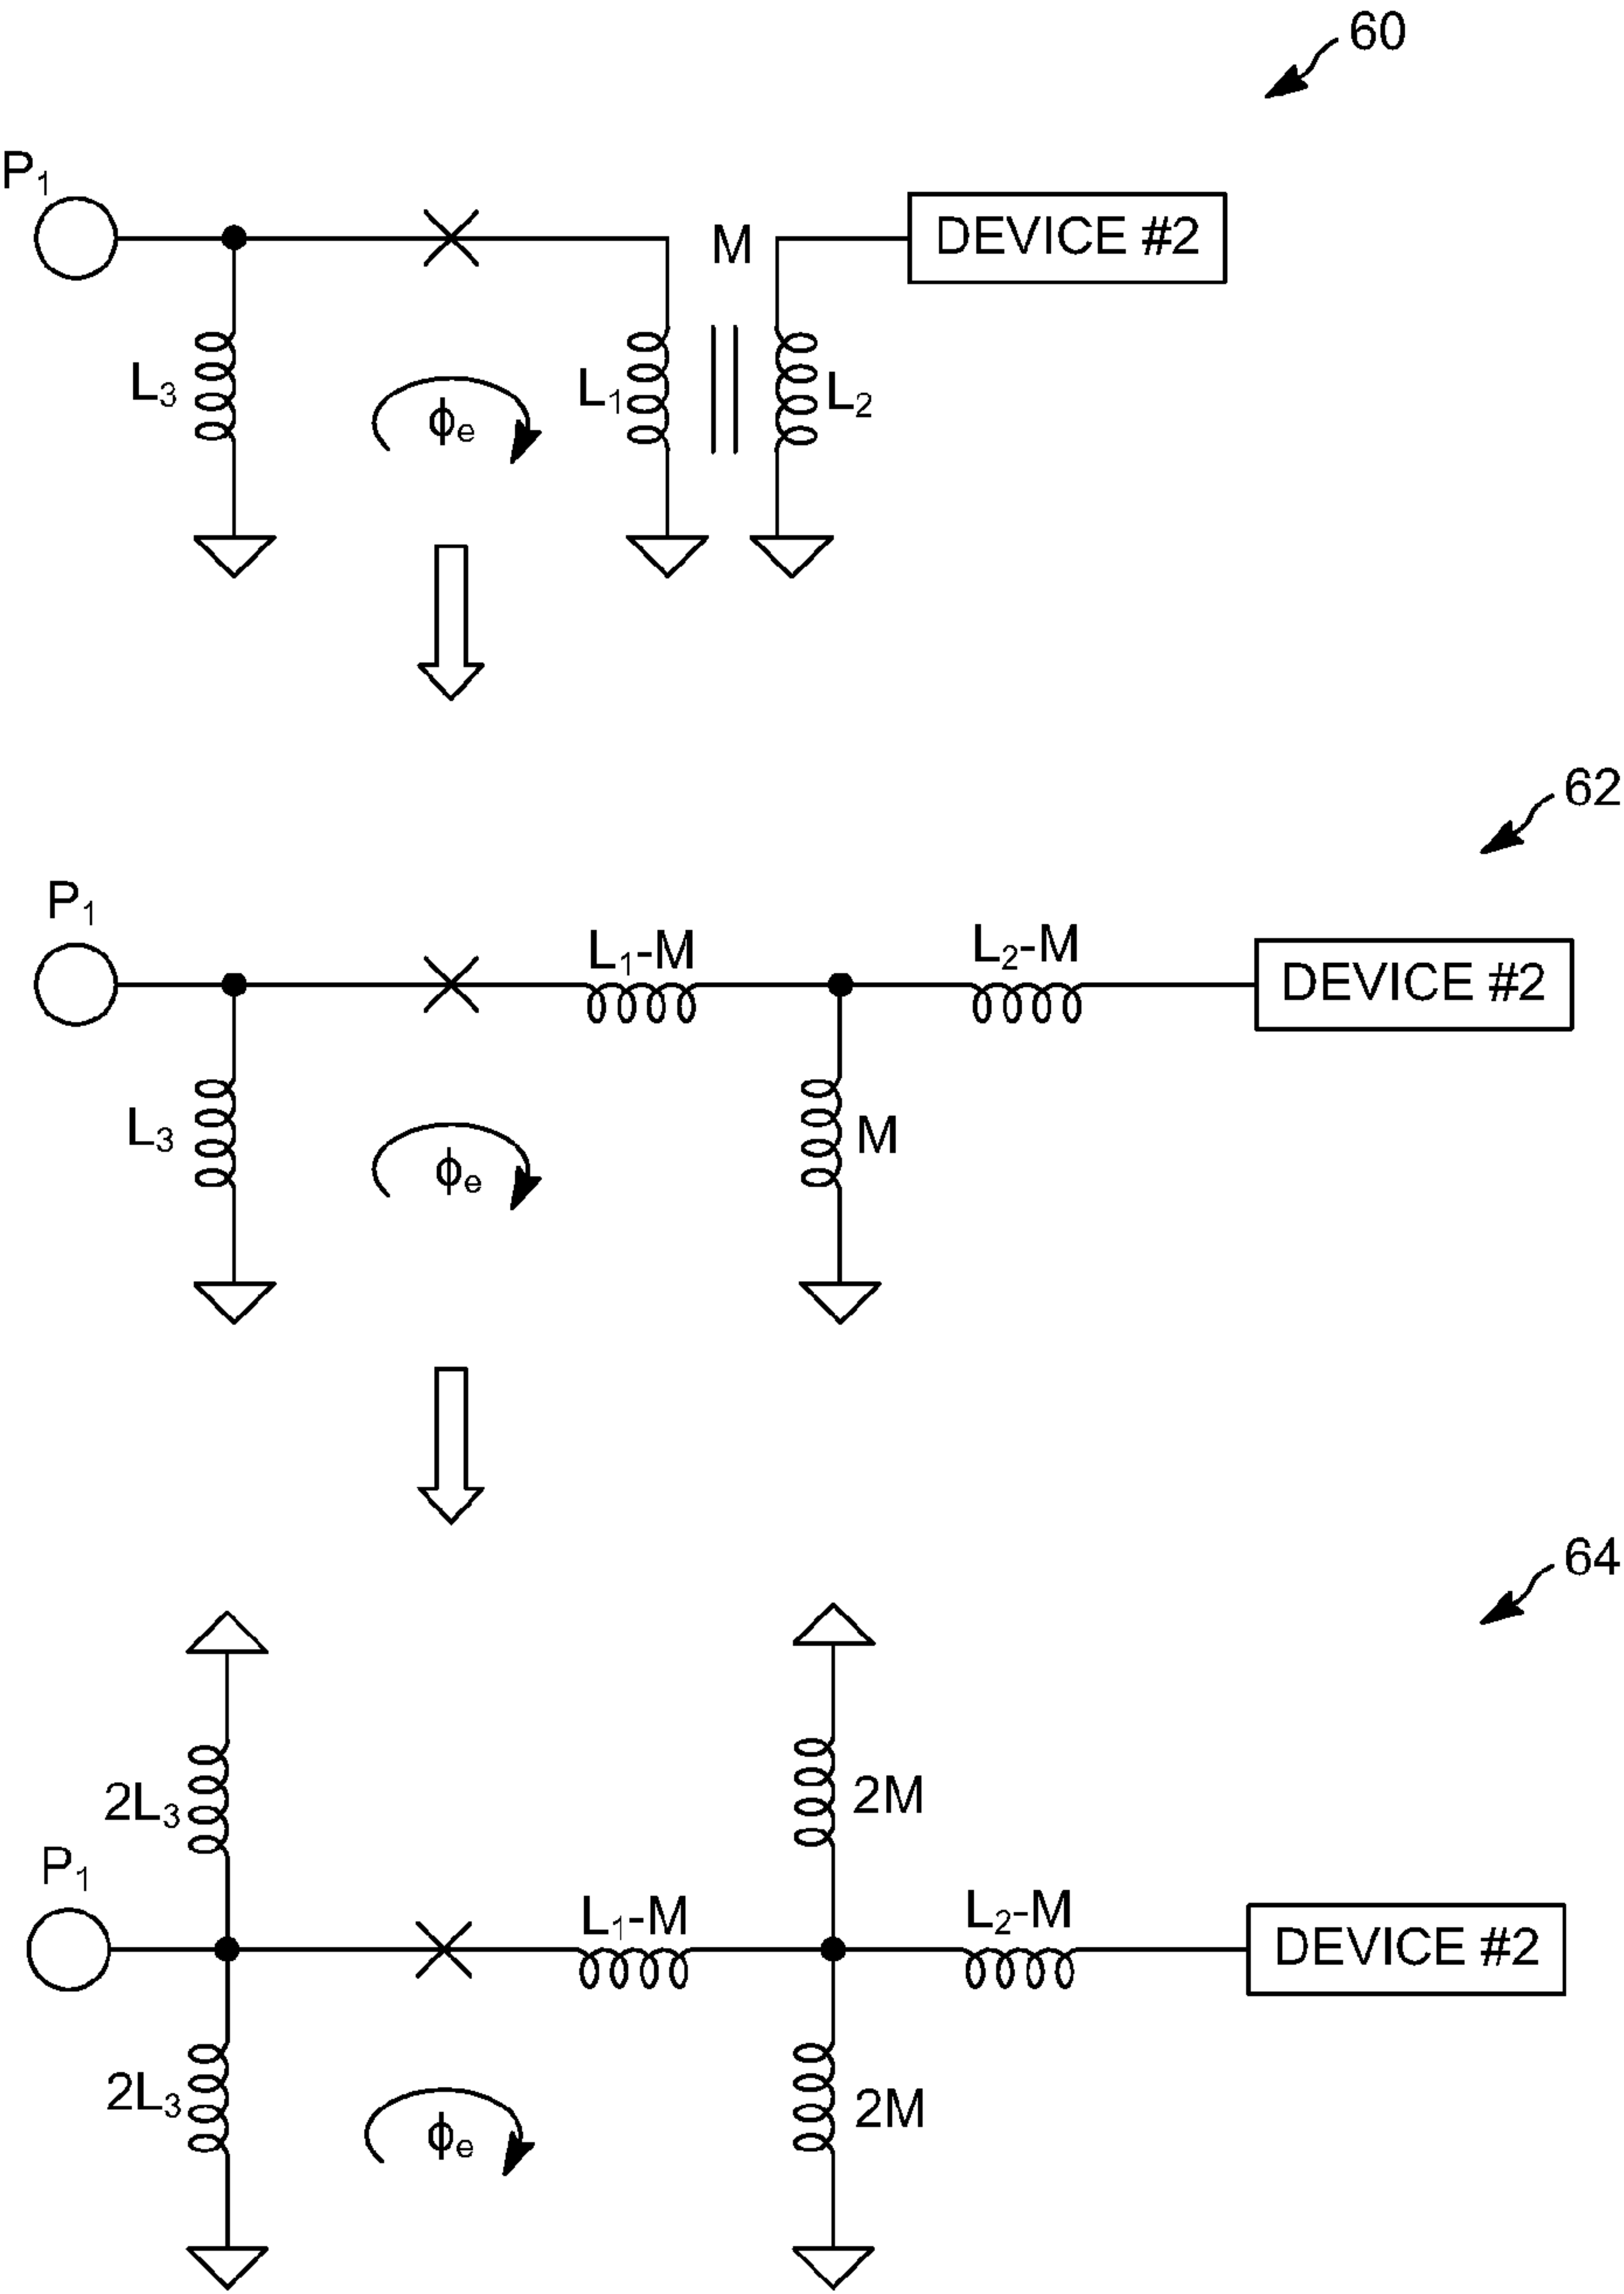 60
P₁
M
DEVICE #2
L₃
ϕₑ
L₁
L₂
62
P₁
L₁-M
L₂-M
DEVICE #2
L₃
ϕₑ
M
64
2L₃
2M
P₁
L₁-M
L₂-M
DEVICE #2
2L₃
ϕₑ
2M